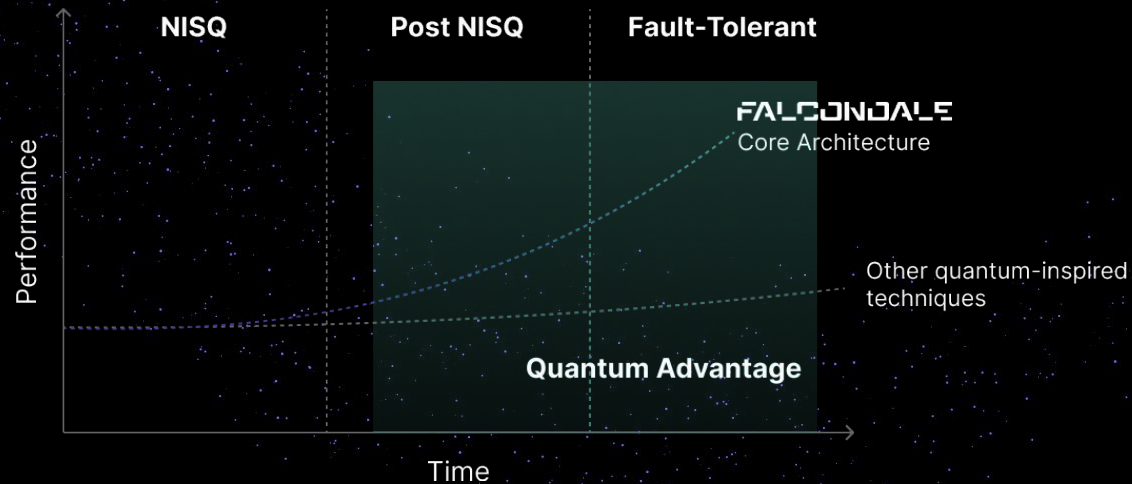 NISQ
Post NISQ
Fault-Tolerant
FALCONDALE
Core Architecture
Performance
Other quantum-inspired
techniques
Quantum Advantage
Time